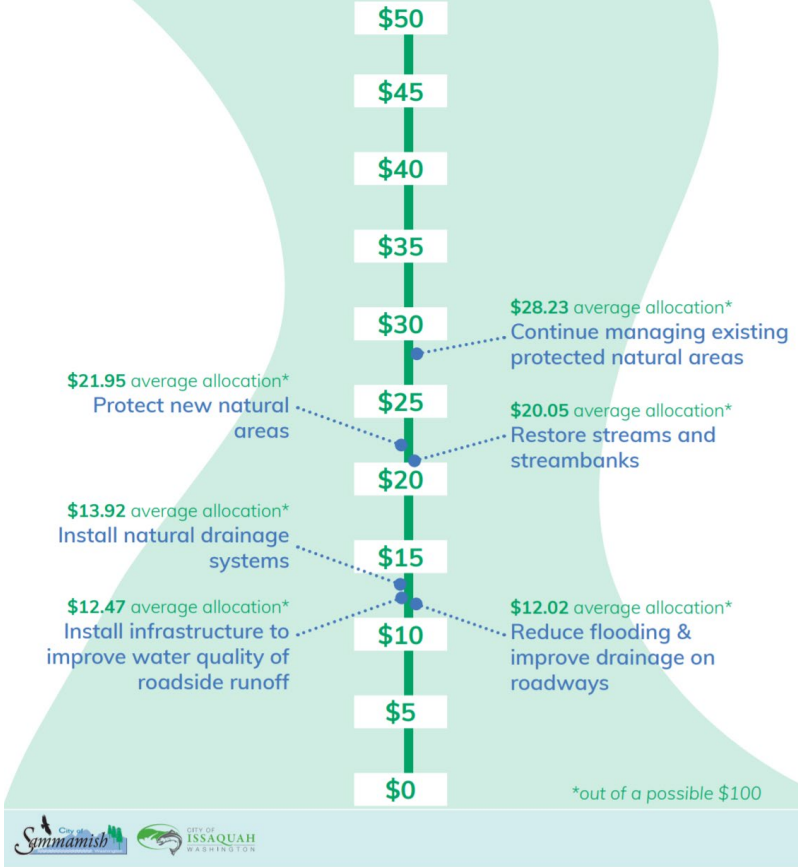 $50
$45
$40
$35
$30
$25
$20
$15
$10
$5
$0
$28.23 average allocation*
Continue managing existing
protected natural areas
$21.95 average allocation*
Protect new natural
areas
$20.05 average allocation*
Restore streams and
streambanks
$13.92 average allocation*
Install natural drainage
systems
$12.47 average allocation*
Install infrastructure to
improve water quality of
roadside runoff
$12.02 average allocation*
Reduce flooding &
improve drainage on
roadways
*out of a possible $100
City of
Sammamish
CITY OF
ISSAQUAH
WASHINGTON